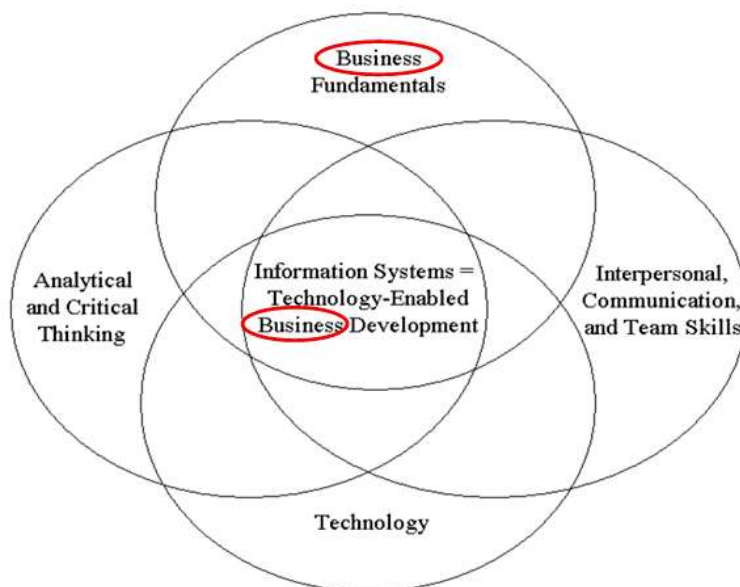 Business
Fundamentals
Analytical
and Critical
Thinking
Information Systems =
Technology-Enabled
Business Development
Interpersonal,
Communication,
and Team Skills
Technology